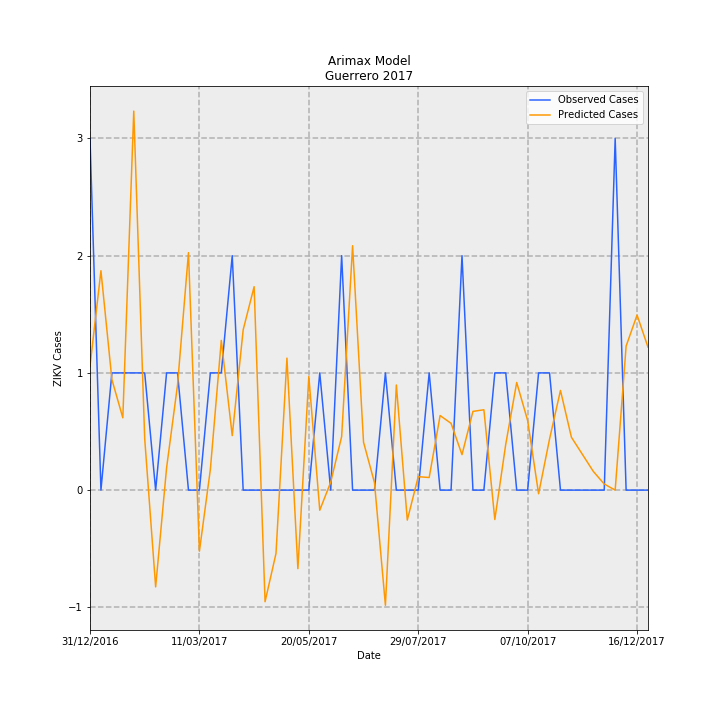 Arimax Model
Guerrero 2017
Observed Cases
Predicted Cases
ZIKV Cases
3
2
1
0
−1
31/12/2016 11/03/2017 20/05/2017 29/07/2017 07/10/2017 16/12/2017
Date